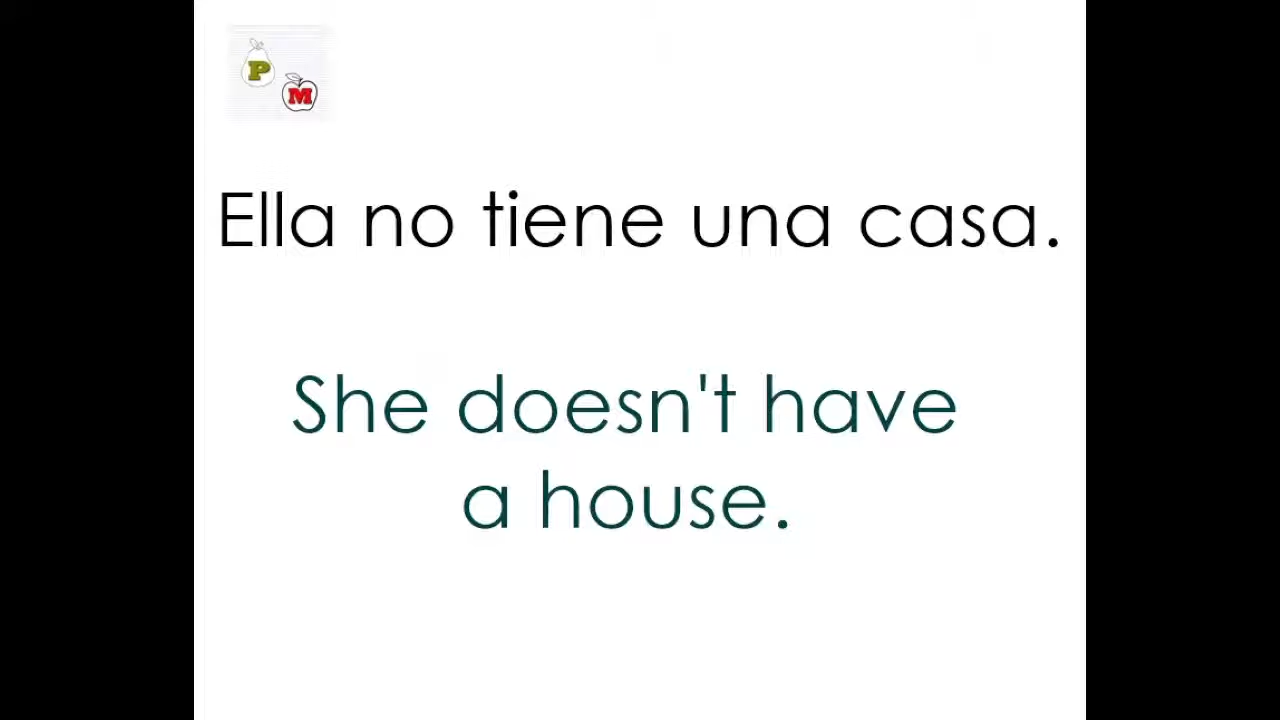 P
M
Ella no tiene una casa.
She doesn't have
a house.